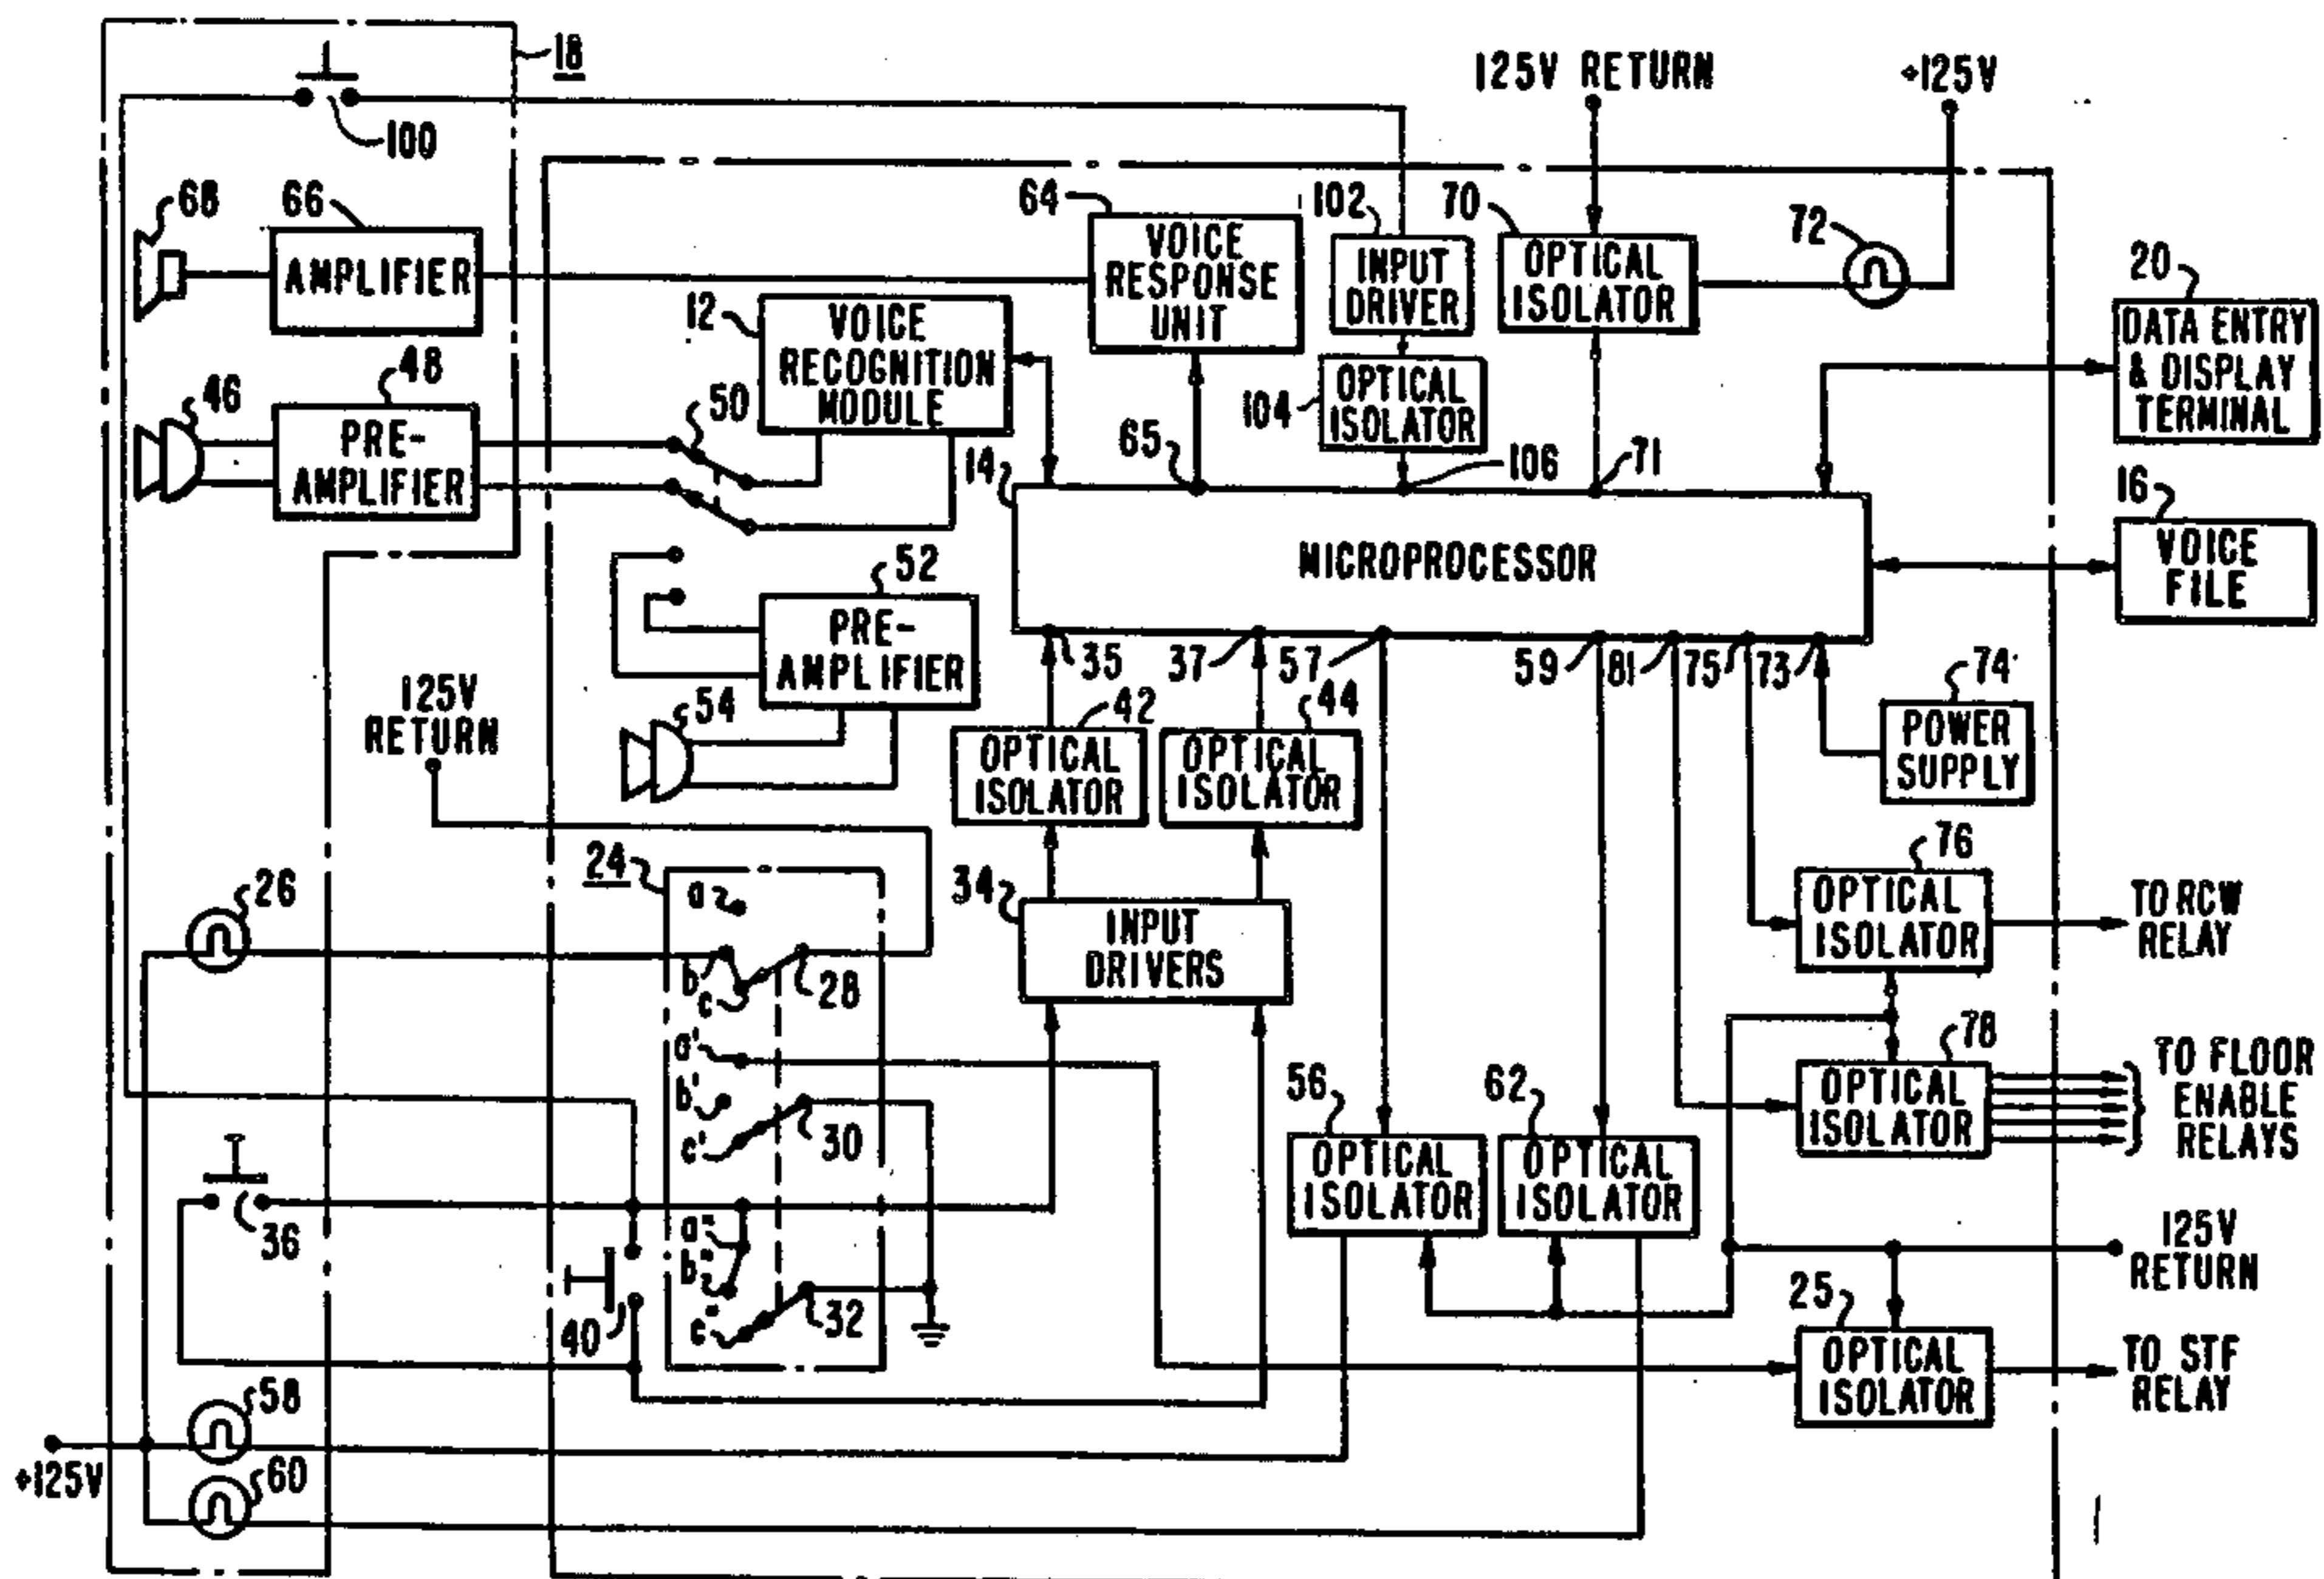 18
100
125V RETURN
+125V
68
66
AMPLIFIER
64
VOICE
RESPONSE
UNIT
102
INPUT
DRIVER
70
OPTICAL
ISOLATOR
72
20
DATA ENTRY
& DISPLAY
TERMINAL
12
VOICE
RECOGNITION
MODULE
104
OPTICAL
ISOLATOR
46
48
PRE-
AMPLIFIER
50
65
14
106
71
16
VOICE
FILE
MICROPROCESSOR
52
PRE-
AMPLIFIER
54
35
37
57
59
81
75
73
74
POWER
SUPPLY
125V
RETURN
42
OPTICAL
ISOLATOR
44
OPTICAL
ISOLATOR
76
OPTICAL
ISOLATOR
TO RCW
RELAY
26
24
a
b
c
28
34
INPUT
DRIVERS
a'
b'
c'
30
78
OPTICAL
ISOLATOR
TO FLOOR
ENABLE
RELAYS
56
OPTICAL
ISOLATOR
62
OPTICAL
ISOLATOR
36
40
a"
b"
c"
32
125V
RETURN
25
OPTICAL
ISOLATOR
TO STF
RELAY
58
+125V
60